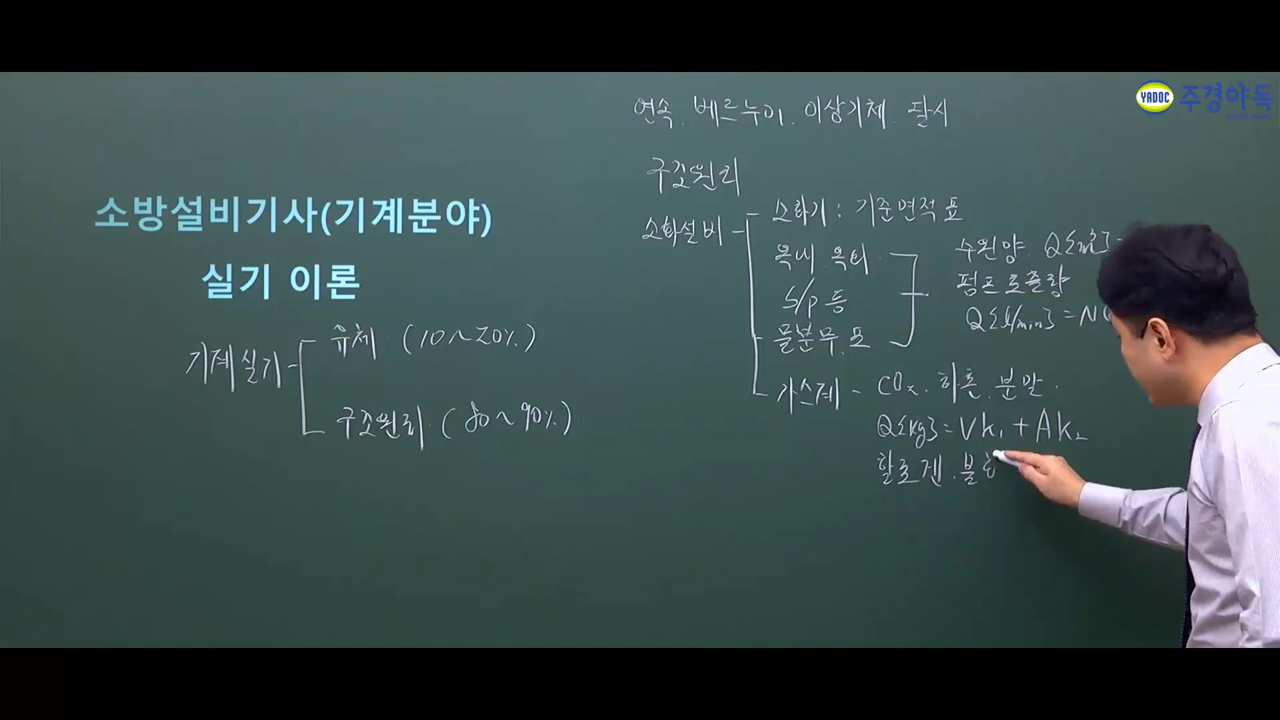 YADOC 주경야독
연속. 베르누이. 이상기체. 달시
구조원리
소방설비기사(기계분야)
실기 이론
기계실기
유체. (10~20%)
구조원리. (80~90%)
소화설비
소화기 : 기준면적 표
옥내 옥외
S/P 등
물분무. 포
수원양. Q[m³] =
펌프토출량
Q[ℓ/min] = N
가스계 - CO₂. 하론. 분말.
Q[kg] = VK₁ + AK₂
할로겐. 불